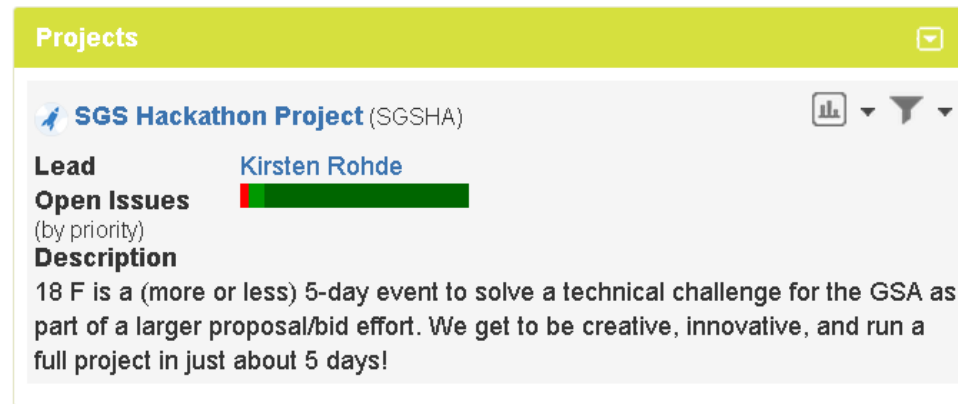 Projects
SGS Hackathon Project (SGSHA)
Lead Kirsten Rohde
Open Issues
(by priority)
Description
18 F is a (more or less) 5-day event to solve a technical challenge for the GSA as
part of a larger proposal/bid effort. We get to be creative, innovative, and run a
full project in just about 5 days!